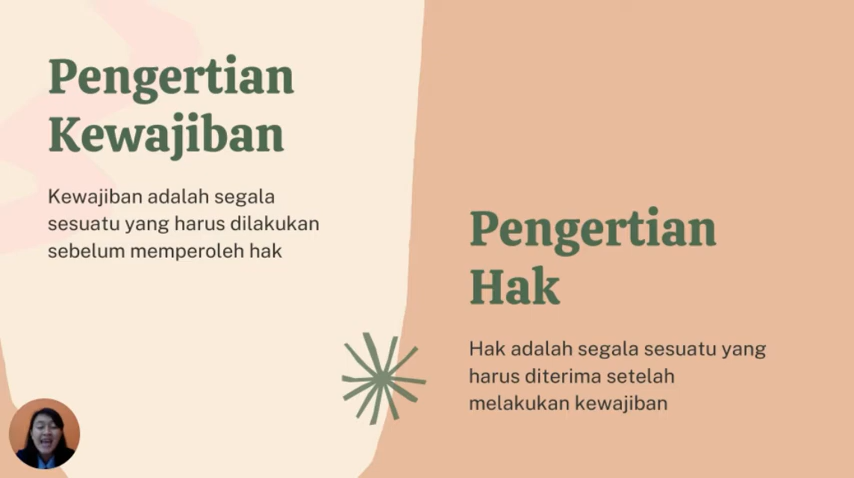 Pengertian
Kewajiban
Kewajiban adalah segala
sesuatu yang harus dilakukan
sebelum memperoleh hak
Pengertian
Hak
Hak adalah segala sesuatu yang
harus diterima setelah
melakukan kewajiban